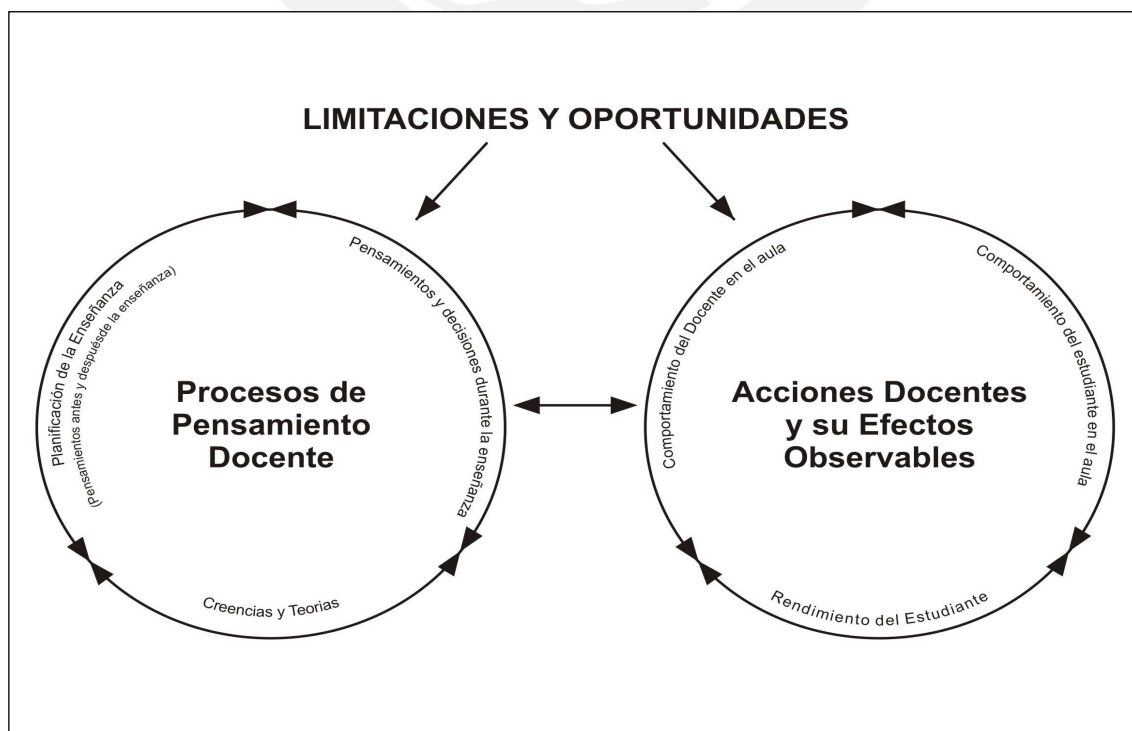 LIMITACIONES Y OPORTUNIDADES
Planificación de la Enseñanza
(Pensamientos antes y despuésde la enseñanza)
Pensamientos y decisiones durante la enseñanza
Procesos de
Pensamiento
Docente
Creencias y Teorias
Comportamiento del Docente en el aula
Comportamiento del estudiante en el aula
Acciones Docentes
y su Efectos
Observables
Rendimiento del Estudiante